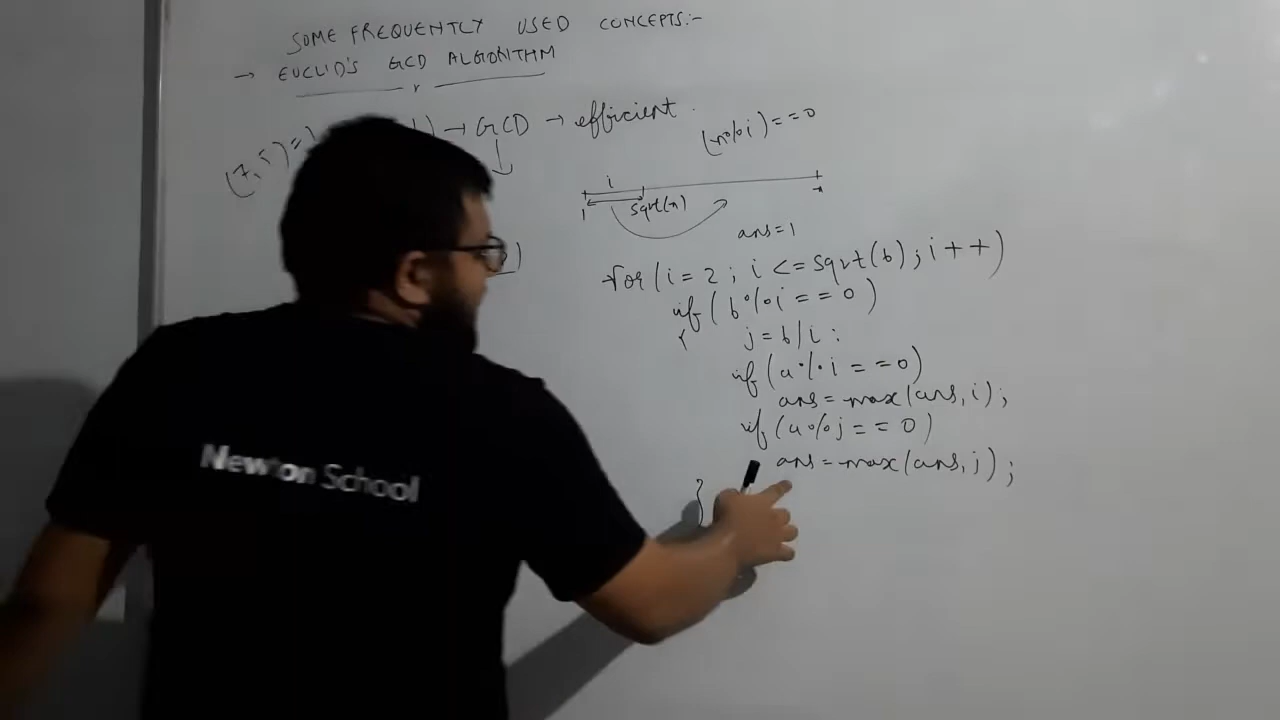 SOME FREQUENTLY USED CONCEPTS:-
→ EUCLID'S GCD ALGORITHM
→ GCD → efficient.
(n%i)==0
(7,5)=1
i
1 sqrt(n) n
ans=1
for(i=2; i<=sqrt(b); i++)
if(b%i==0)
{ j=b/i;
if(a%i==0)
ans=max(ans,i);
if(a%j==0)
ans=max(ans,j);
}
Newton School